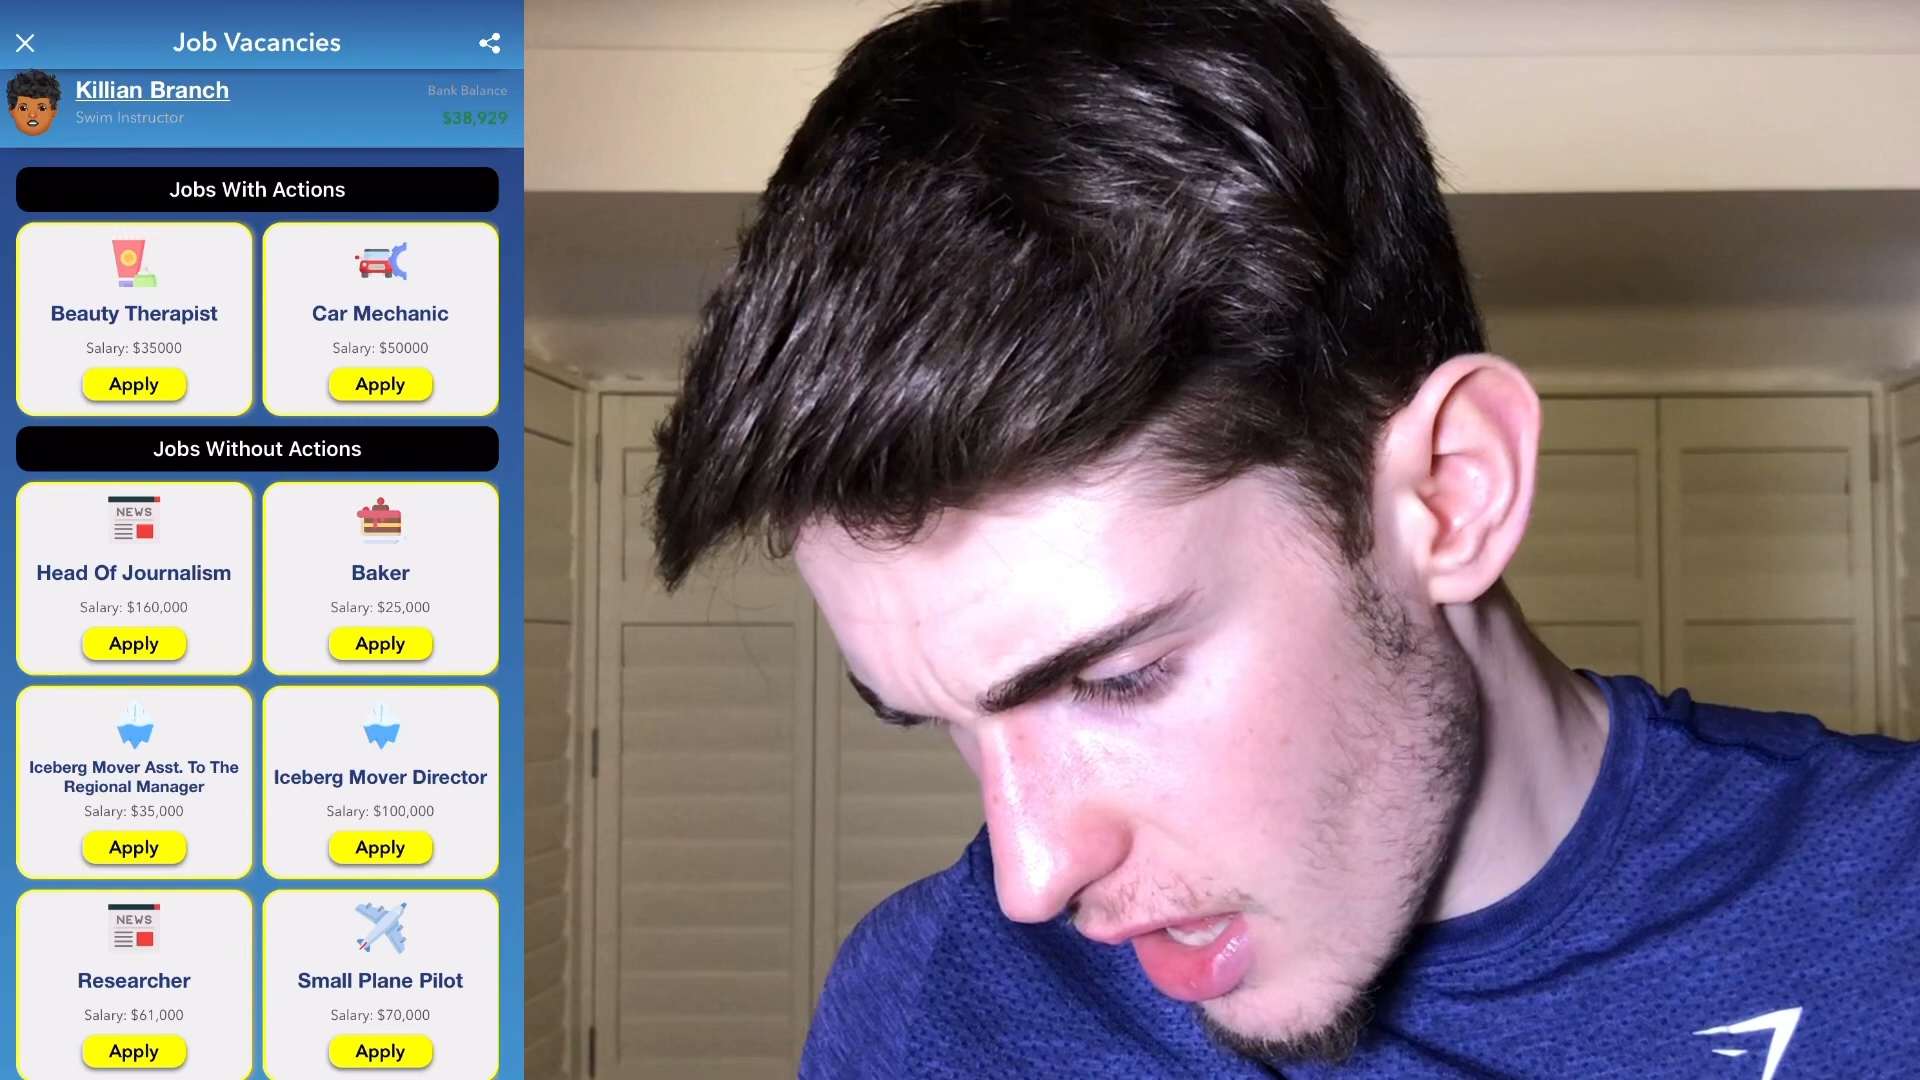 Job Vacancies
Killian Branch
Swim Instructor
Bank Balance
$38,929
Jobs With Actions
Beauty Therapist
Salary: $35000
Apply
Car Mechanic
Salary: $50000
Apply
Jobs Without Actions
NEWS
Head Of Journalism
Salary: $160,000
Apply
Baker
Salary: $25,000
Apply
Iceberg Mover Asst. To The
Regional Manager
Salary: $35,000
Apply
Iceberg Mover Director
Salary: $100,000
Apply
NEWS
Researcher
Salary: $61,000
Apply
Small Plane Pilot
Salary: $70,000
Apply